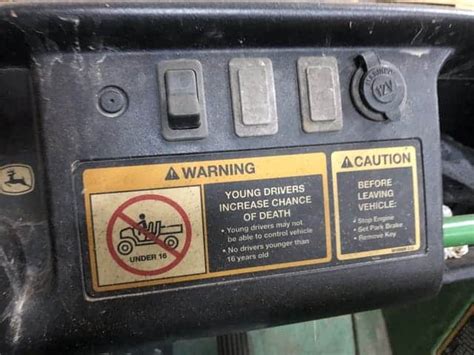 12V
WARNING
UNDER 16
YOUNG DRIVERS
INCREASE CHANCE
OF DEATH
• Young drivers may not
be able to control vehicle
• No drivers younger than
16 years old
CAUTION
BEFORE
LEAVING
VEHICLE:
• Stop Engine
• Set Park Brake
• Remove Key